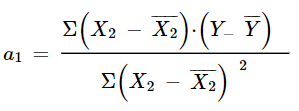 a₁ = Σ(X₂ − X̅₂)·(Y₋ Y̅) / Σ(X₂ − X̅₂)²